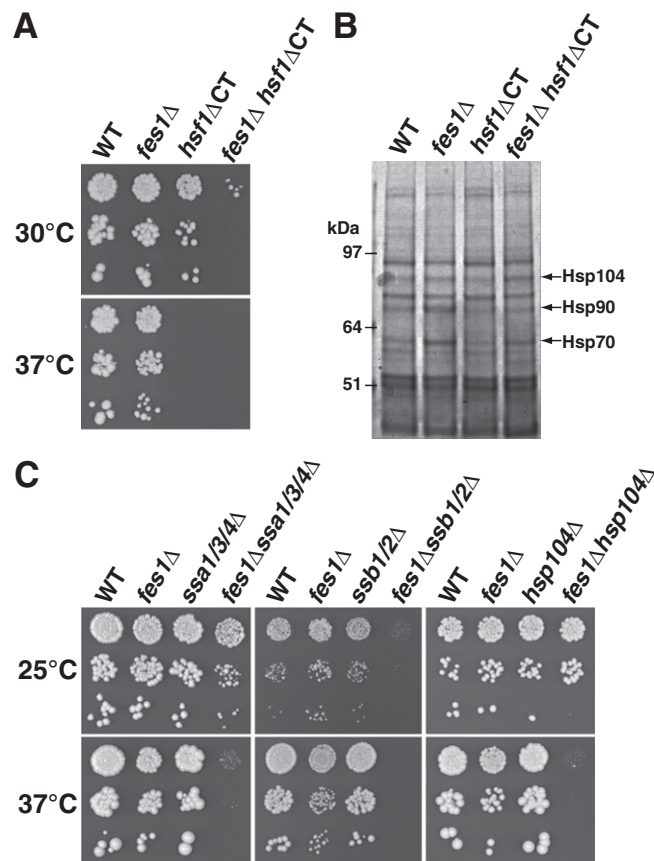 A
WT fes1Δ hsf1ΔCT fes1Δ hsf1ΔCT
30°C
37°C
B
WT fes1Δ hsf1ΔCT fes1Δ hsf1ΔCT
kDa
97
64
51
Hsp104
Hsp90
Hsp70
C
WT fes1Δ ssa1/3/4Δ fes1Δssa1/3/4Δ WT fes1Δ ssb1/2Δ fes1Δssb1/2Δ WT fes1Δ hsp104Δ fes1Δhsp104Δ
25°C
37°C